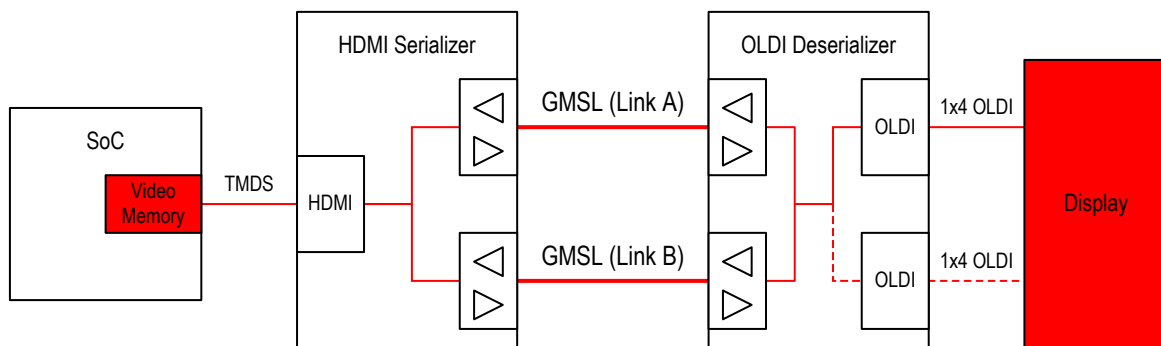 HDMI Serializer
OLDI Deserializer
SoC
Video
Memory
TMDS
HDMI
GMSL (Link A)
GMSL (Link B)
OLDI
1x4 OLDI
OLDI
1x4 OLDI
Display